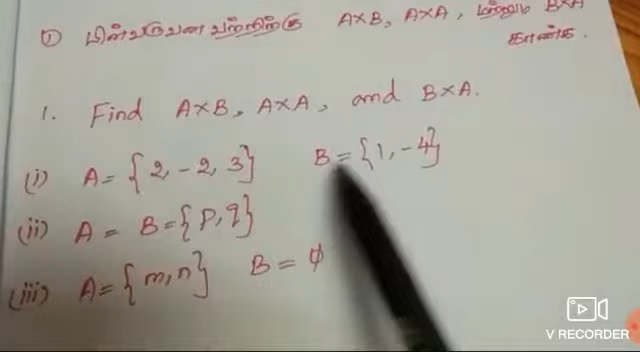 ① பின்வருவனவற்றிற்கு A×B, A×A, மற்றும் B×A
காண்க.
1. Find A×B, A×A, and B×A.
(i) A = {2, -2, 3} B = {1, -4}
(ii) A = B = {p, q}
(iii) A = {m, n} B = ϕ
V RECORDER